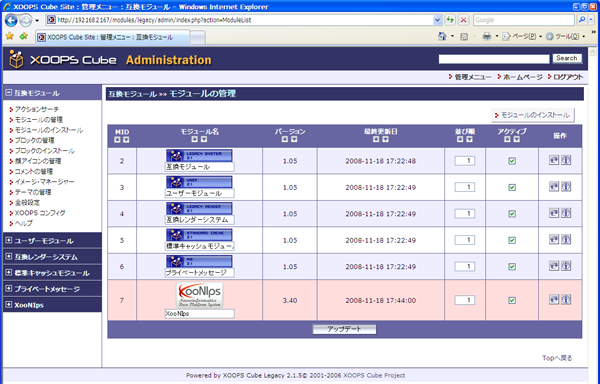 XOOPS Cube Site : 管理メニュー : 互換モジュール - Windows Internet Explorer
http://192.168.2.167/modules/legacy/admin/index.php?action=ModuleList
Google
XOOPS Cube Site : 管理メニュー : 互換モジュール
ページ(P)
ツール(O)
XOOPS CUBE Administration
Search
管理メニュー ホームページ ログアウト
互換モジュール
アクションサーチ
モジュールの管理
モジュールのインストール
ブロックの管理
ブロックのインストール
顔アイコンの管理
コメントの管理
イメージ・マネージャー
テーマの管理
全般設定
XOOPS コンフィグ
ヘルプ
ユーザーモジュール
互換レンダーシステム
標準キャッシュモジュール
プライベートメッセージ
XooNIps
互換モジュール »» モジュールの管理
モジュールのインストール
MID モジュール名 バージョン 最終更新日 並び順 アクティブ 操作
LEGACY SYSTEM 2.1
2 互換モジュール 1.05 2008-11-18 17:22:48 1
USER 2.1
3 ユーザーモジュール 1.05 2008-11-18 17:22:49 1
LEGACY RENDER 2.1
4 互換レンダーシステム 1.05 2008-11-18 17:22:49 1
STANDARD CACHE 2.1
5 標準キャッシュモジュー 1.05 2008-11-18 17:22:49 1
PM 2.1
6 プライベートメッセージ 1.05 2008-11-18 17:22:49 1
XooNIps
7 XooNIps 3.40 2008-11-18 17:44:00 1
アップデート
Topへ戻る
Powered by XOOPS Cube Legacy 2.1.5© 2001-2006 XOOPS Cube Project